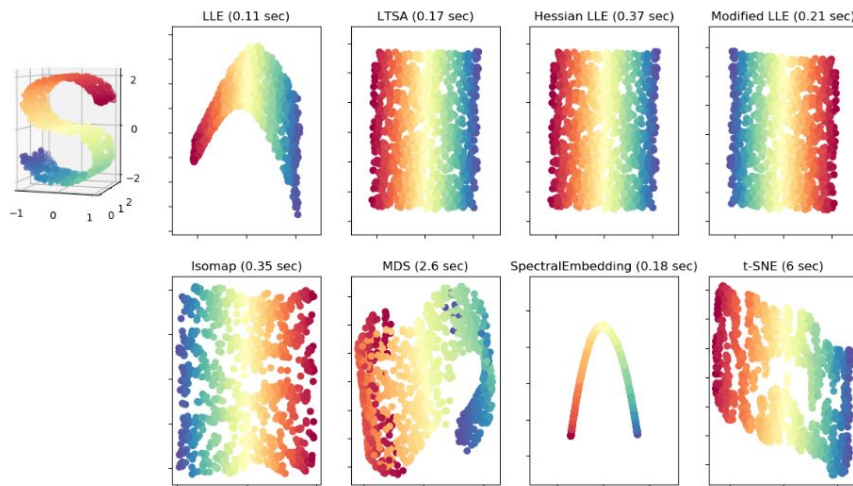 LLE (0.11 sec)
LTSA (0.17 sec)
Hessian LLE (0.37 sec)
Modified LLE (0.21 sec)
2
0
−2
−1
0
1
0
2
Isomap (0.35 sec)
MDS (2.6 sec)
SpectralEmbedding (0.18 sec)
t-SNE (6 sec)